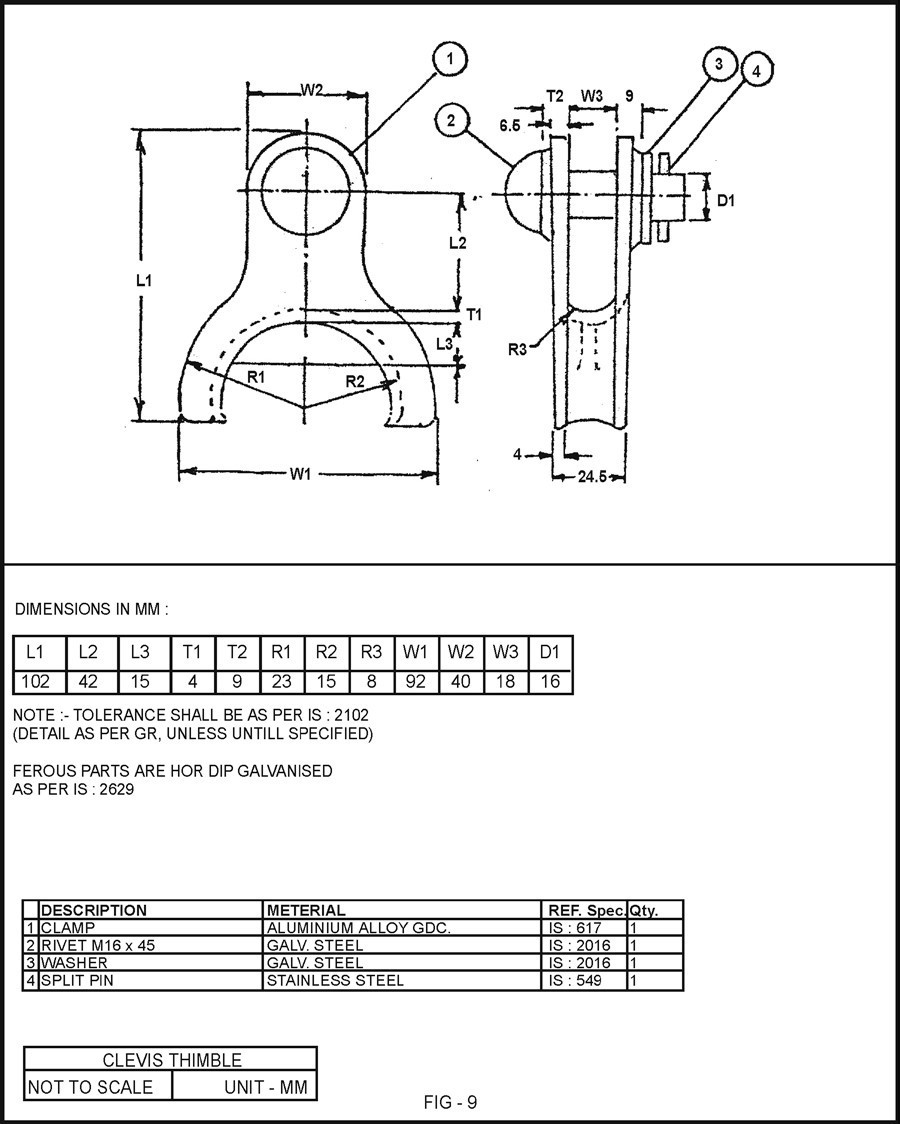 1
3
4
W2
T2 W3 9
2
6.5
D1
L2
L1
T1
L3
R3
R1
R2
4
24.5
W1
DIMENSIONS IN MM :
L1 L2 L3 T1 T2 R1 R2 R3 W1 W2 W3 D1
102 42 15 4 9 23 15 8 92 40 18 16
NOTE :- TOLERANCE SHALL BE AS PER IS : 2102
(DETAIL AS PER GR, UNLESS UNTILL SPECIFIED)
FEROUS PARTS ARE HOR DIP GALVANISED
AS PER IS : 2629
DESCRIPTION METERIAL REF. Spec. Qty.
1 CLAMP ALUMINIUM ALLOY GDC. IS : 617 1
2 RIVET M16 x 45 GALV. STEEL IS : 2016 1
3 WASHER GALV. STEEL IS : 2016 1
4 SPLIT PIN STAINLESS STEEL IS : 549 1
CLEVIS THIMBLE
NOT TO SCALE UNIT - MM
FIG - 9